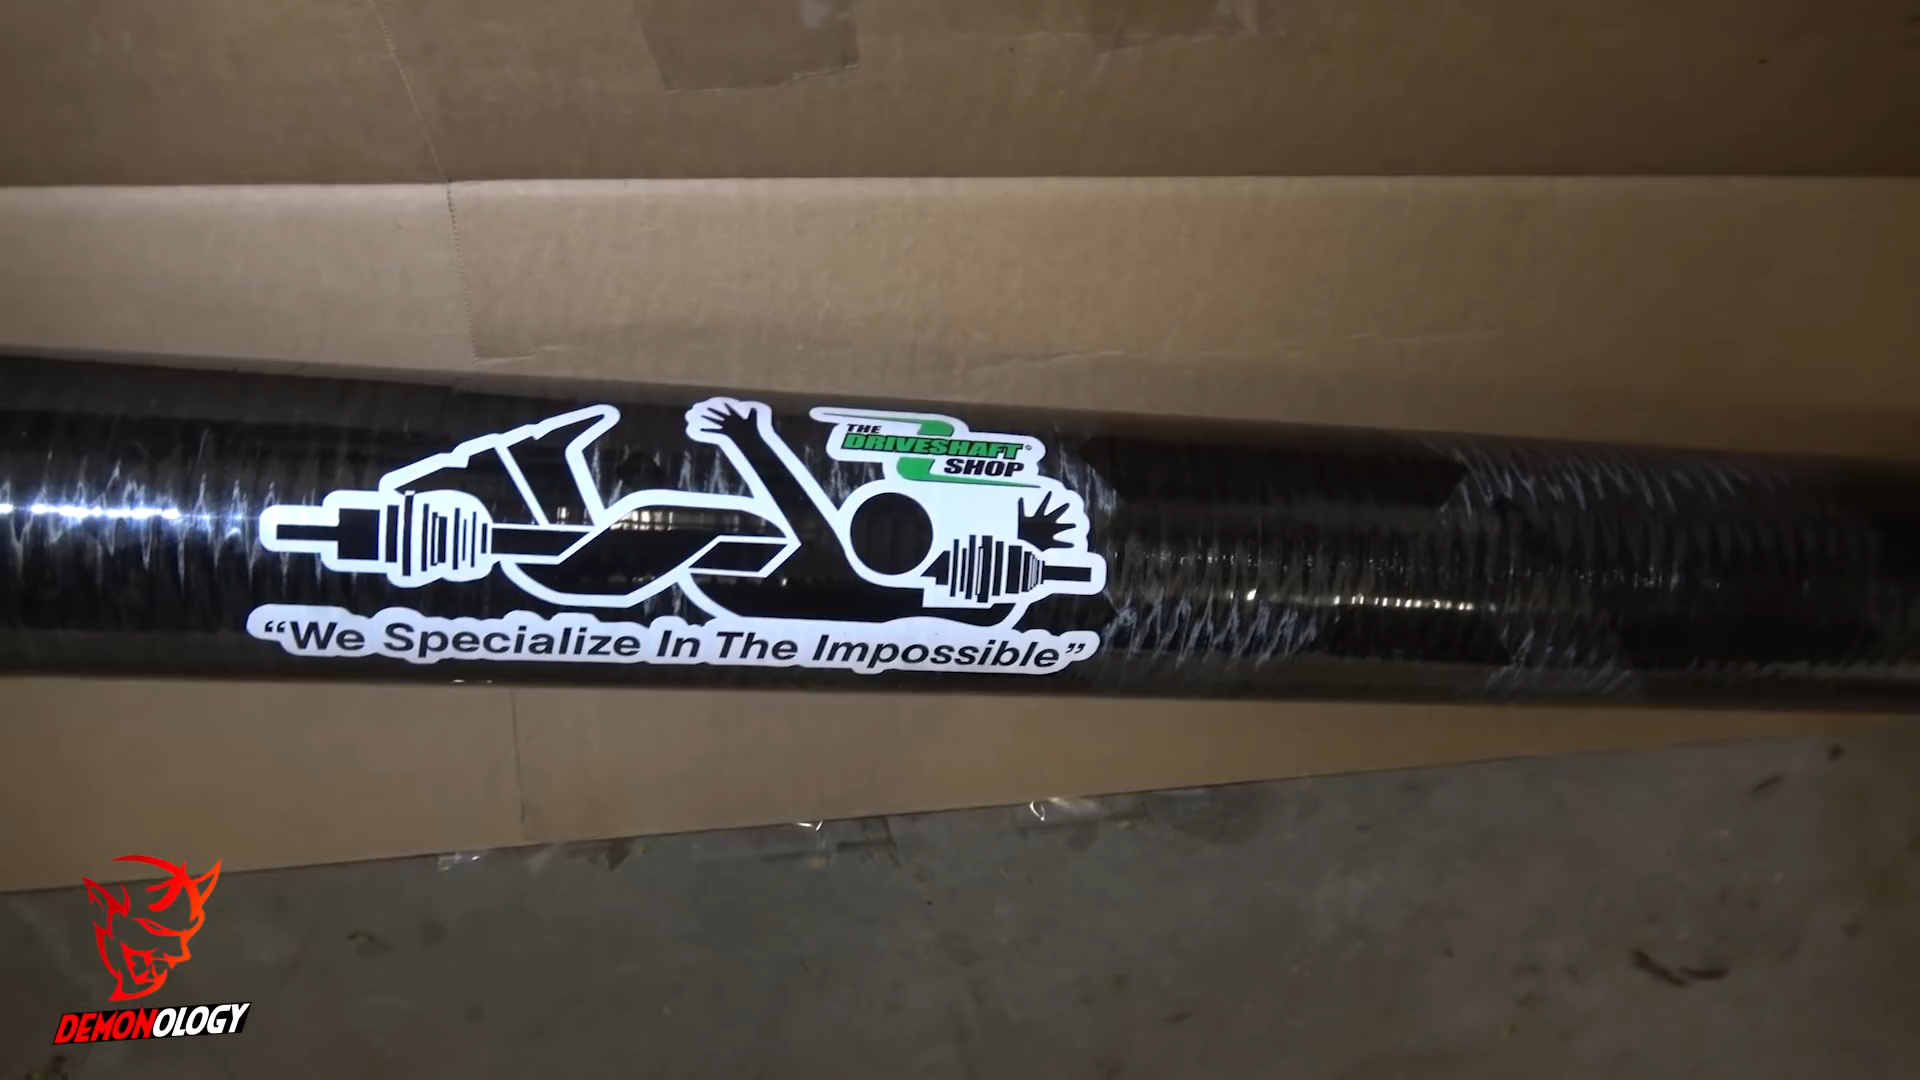 THE
DRIVESHAFT
SHOP
“We Specialize In The Impossible”
DEMONOLOGY